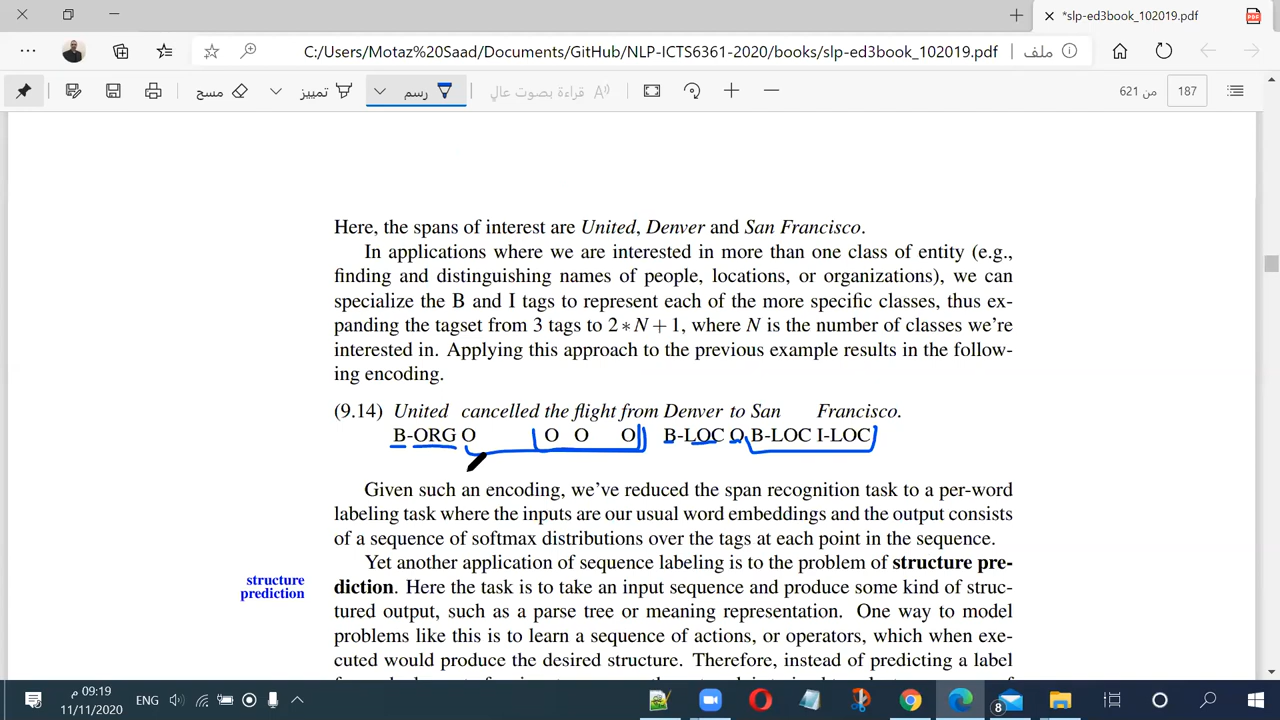 *slp-ed3book_102019.pdf
C:/Users/Motaz%20Saad/Documents/GitHub/NLP-ICTS6361-2020/books/slp-ed3book_102019.pdf | ملف
مسح تمييز رسم قراءة بصوت عالٍ 187 من 621
Here, the spans of interest are United, Denver and San Francisco.
In applications where we are interested in more than one class of entity (e.g.,
finding and distinguishing names of people, locations, or organizations), we can
specialize the B and I tags to represent each of the more specific classes, thus ex-
panding the tagset from 3 tags to 2 ∗ N + 1, where N is the number of classes we're
interested in. Applying this approach to the previous example results in the follow-
ing encoding.
(9.14) United cancelled the flight from Denver to San Francisco.
B-ORG O O O O B-LOC O B-LOC I-LOC
Given such an encoding, we've reduced the span recognition task to a per-word
labeling task where the inputs are our usual word embeddings and the output consists
of a sequence of softmax distributions over the tags at each point in the sequence.
Yet another application of sequence labeling is to the problem of structure pre-
structure
prediction
diction. Here the task is to take an input sequence and produce some kind of struc-
tured output, such as a parse tree or meaning representation. One way to model
problems like this is to learn a sequence of actions, or operators, which when exe-
cuted would produce the desired structure. Therefore, instead of predicting a label
09:19 م
ENG
11/11/2020
8